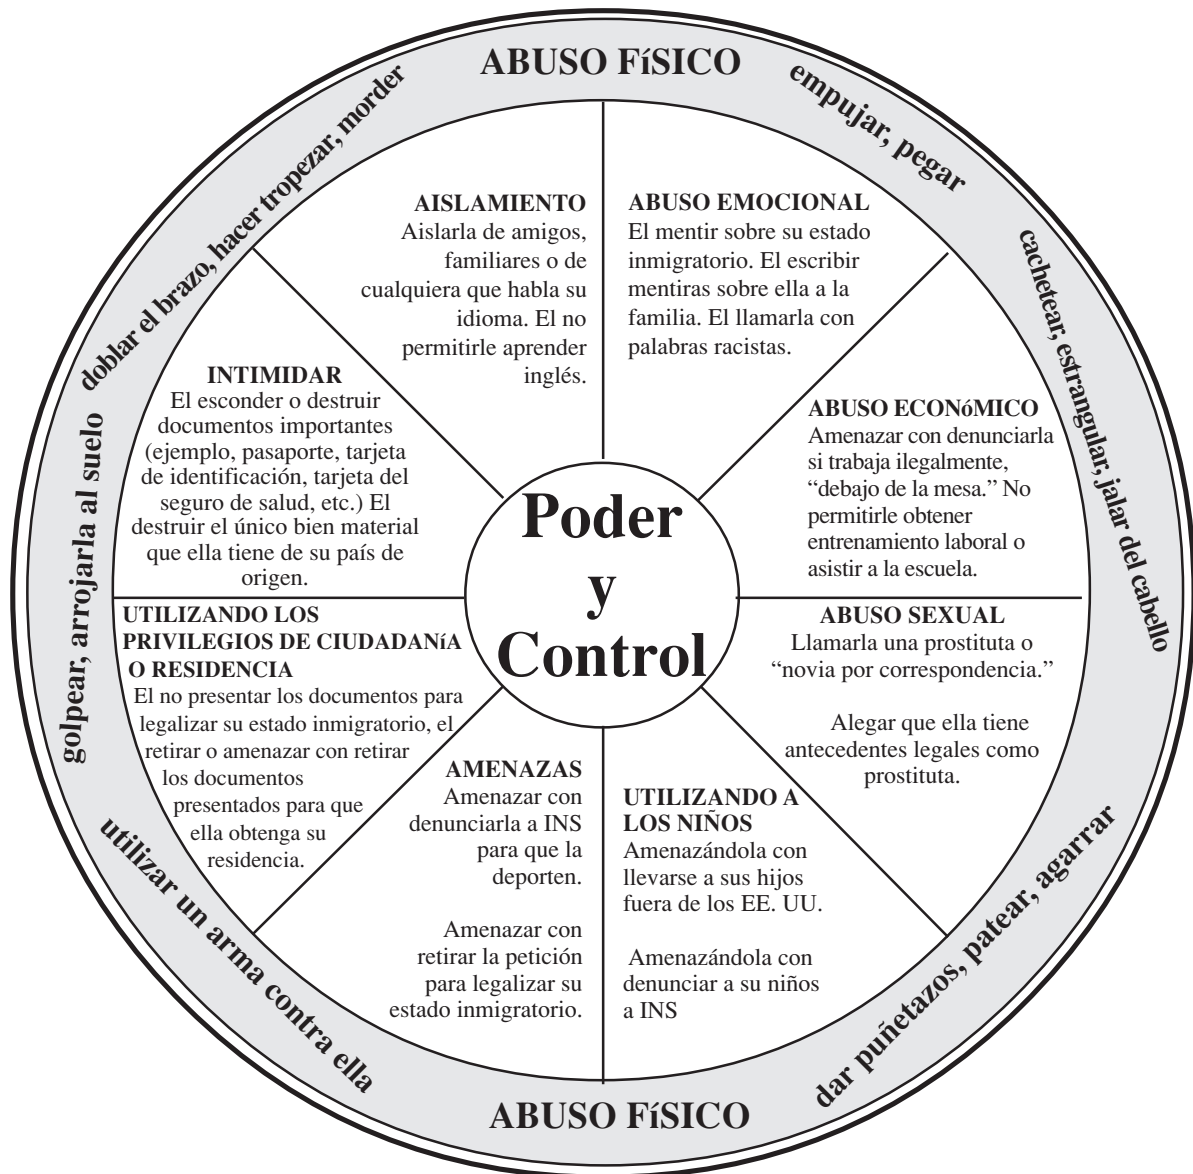 ABUSO FíSICO
empujar, pegar
cachetear, estrangular, jalar del cabello
dar puñetazos, patear, agarrar
ABUSO FíSICO
utilizar un arma contra ella
golpear, arrojarla al suelo
doblar el brazo, hacer tropezar, morder
Poder
y
Control
ABUSO EMOCIONAL
El mentir sobre su estado
inmigratorio. El escribir
mentiras sobre ella a la
familia. El llamarla con
palabras racistas.
ABUSO ECONóMICO
Amenazar con denunciarla
si trabaja ilegalmente,
“debajo de la mesa.” No
permitirle obtener
entrenamiento laboral o
asistir a la escuela.
ABUSO SEXUAL
Llamarla una prostituta o
“novia por correspondencia.”
Alegar que ella tiene
antecedentes legales como
prostituta.
UTILIZANDO A
LOS NIÑOS
Amenazándola con
llevarse a sus hijos
fuera de los EE. UU.
Amenazándola con
denunciar a su niños
a INS
AMENAZAS
Amenazar con
denunciarla a INS
para que la
deporten.
Amenazar con
retirar la petición
para legalizar su
estado inmigratorio.
UTILIZANDO LOS
PRIVILEGIOS DE CIUDADANíA
O RESIDENCIA
El no presentar los documentos para
legalizar su estado inmigratorio, el
retirar o amenazar con retirar
los documentos
presentados para que
ella obtenga su
residencia.
INTIMIDAR
El esconder o destruir
documentos importantes
(ejemplo, pasaporte, tarjeta
de identificación, tarjeta del
seguro de salud, etc.) El
destruir el único bien material
que ella tiene de su país de
origen.
AISLAMIENTO
Aislarla de amigos,
familiares o de
cualquiera que habla su
idioma. El no
permitirle aprender
inglés.